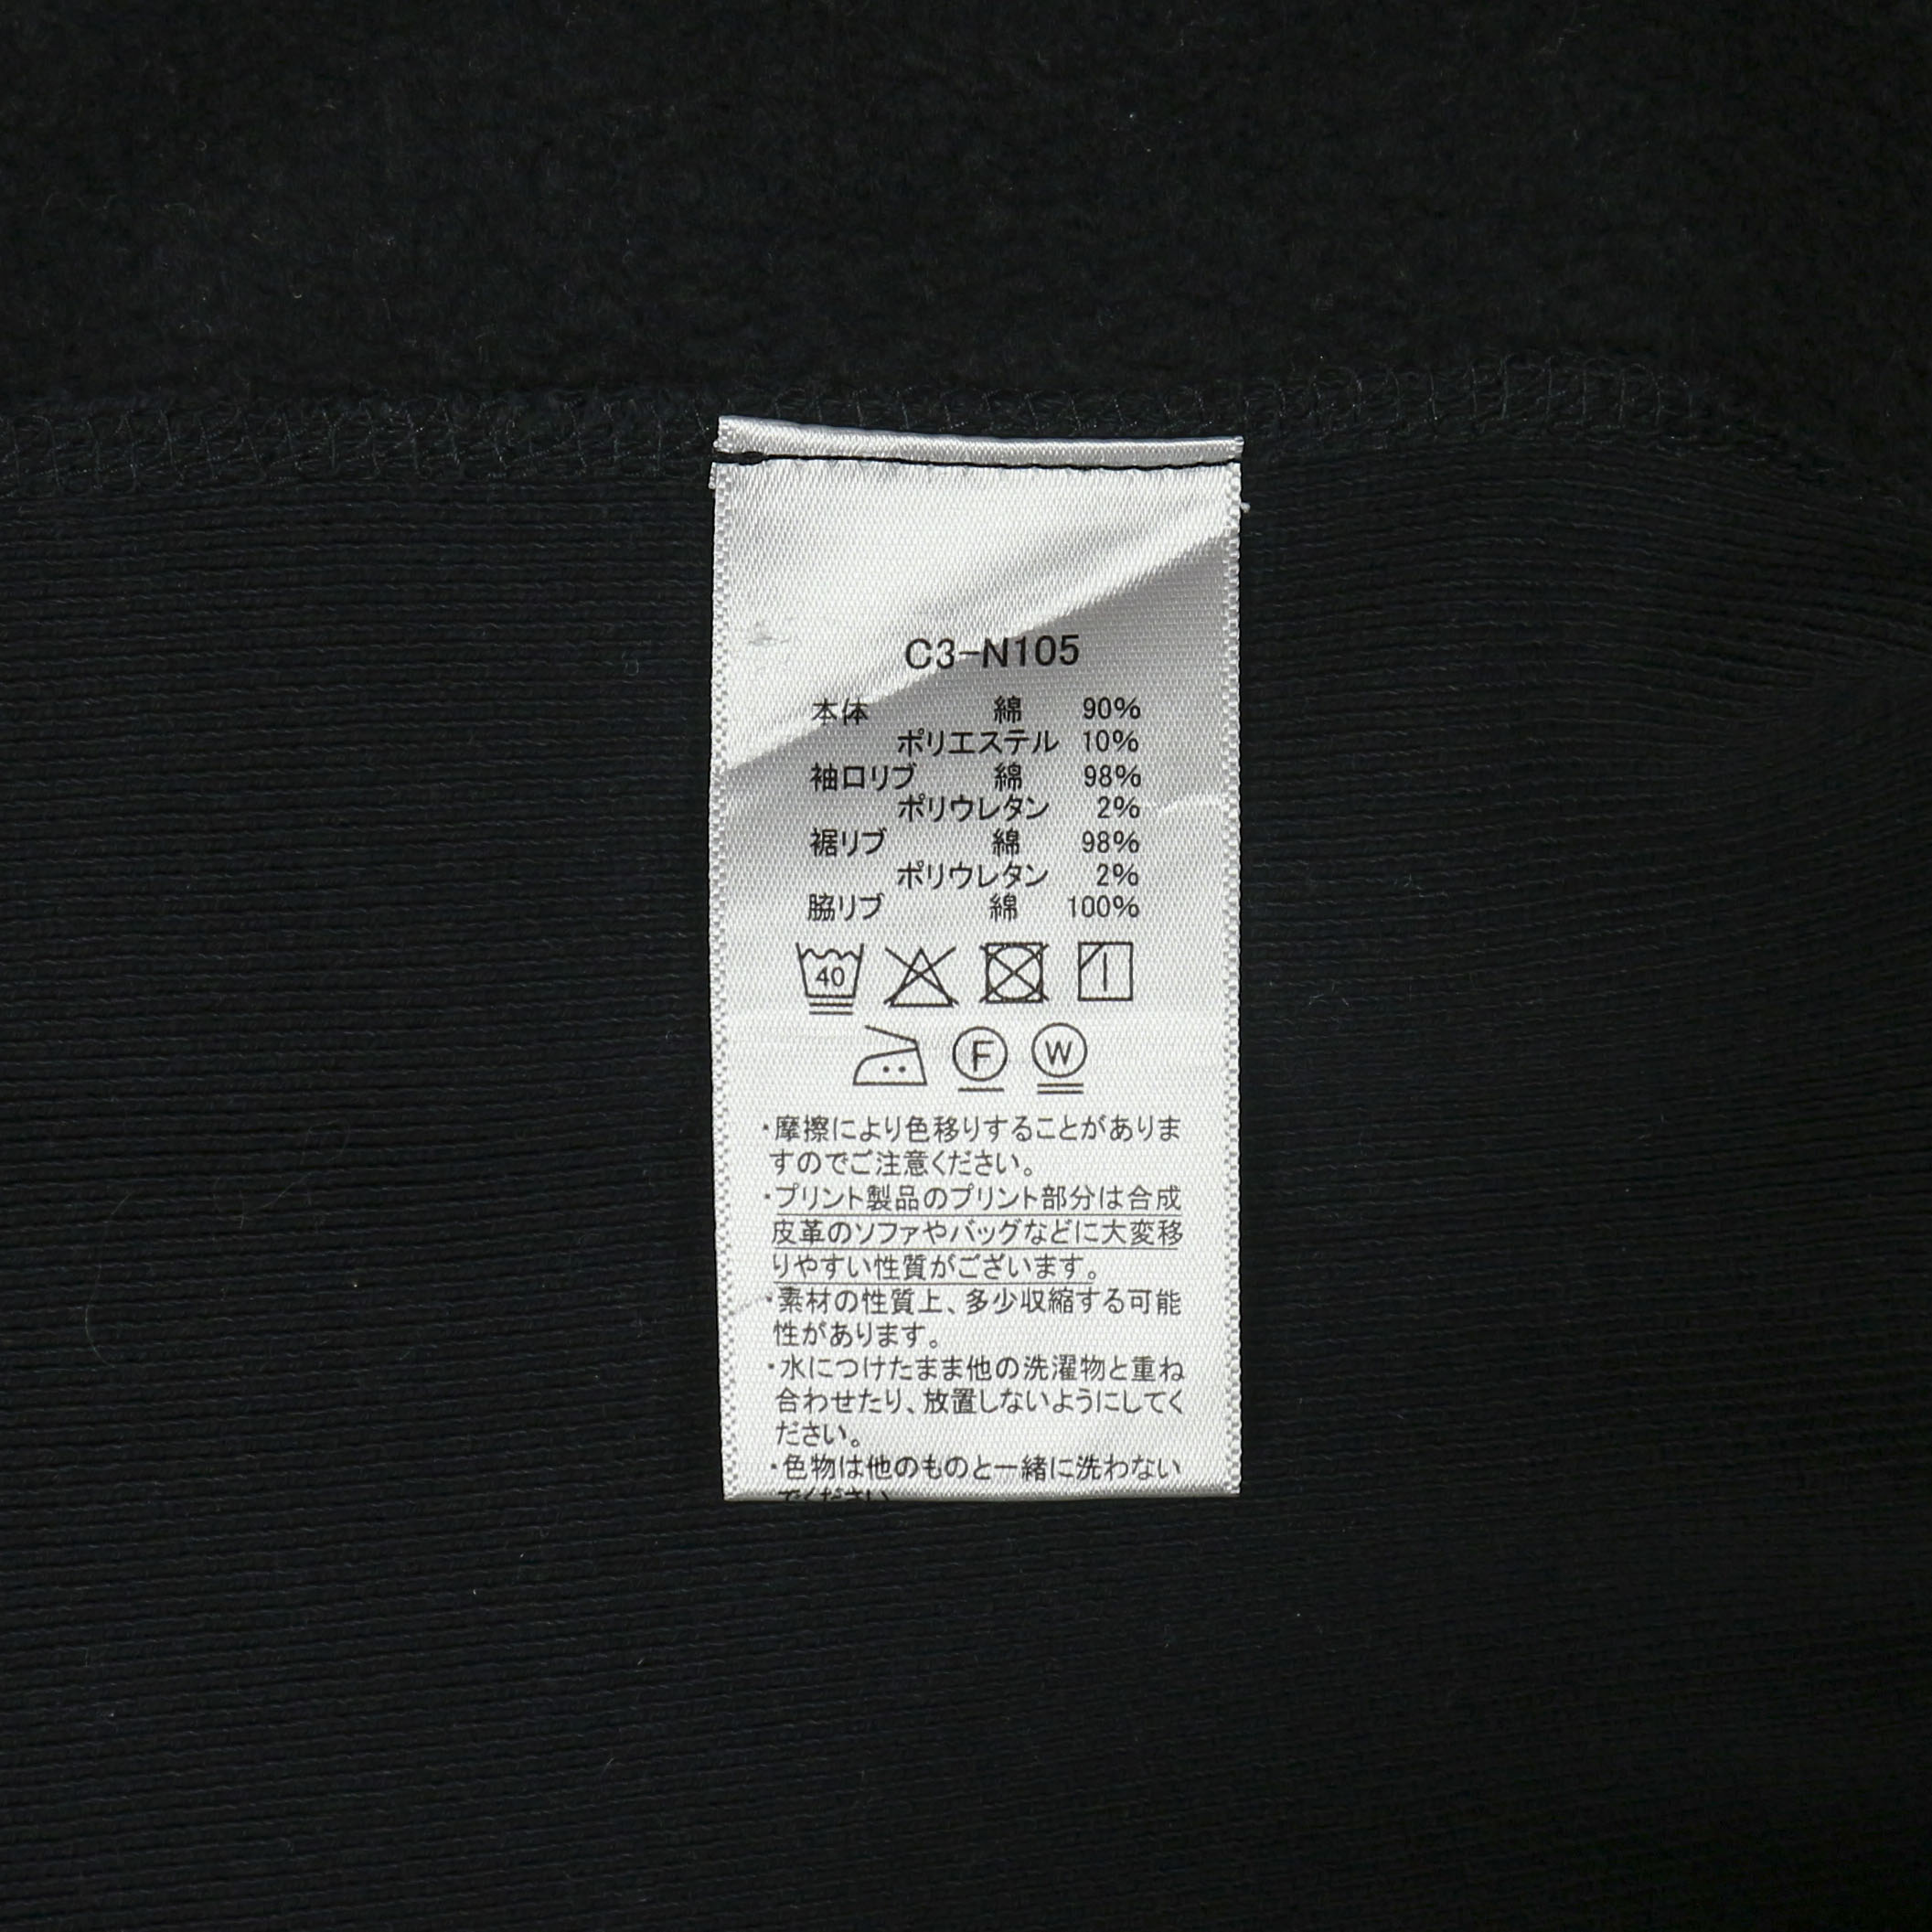 C3-N105
本体 綿 90%
ポリエステル 10%
袖口リブ 綿 98%
ポリウレタン 2%
裾リブ 綿 98%
ポリウレタン 2%
脇リブ 綿 100%
40
F W
・摩擦により色移りすることがありま
すのでご注意ください。
・プリント製品のプリント部分は合成
皮革のソファやバッグなどに大変移
りやすい性質がございます。
・素材の性質上、多少収縮する可能
性があります。
・水につけたまま他の洗濯物と重ね
合わせたり、放置しないようにしてく
ださい。
・色物は他のものと一緒に洗わない
でください